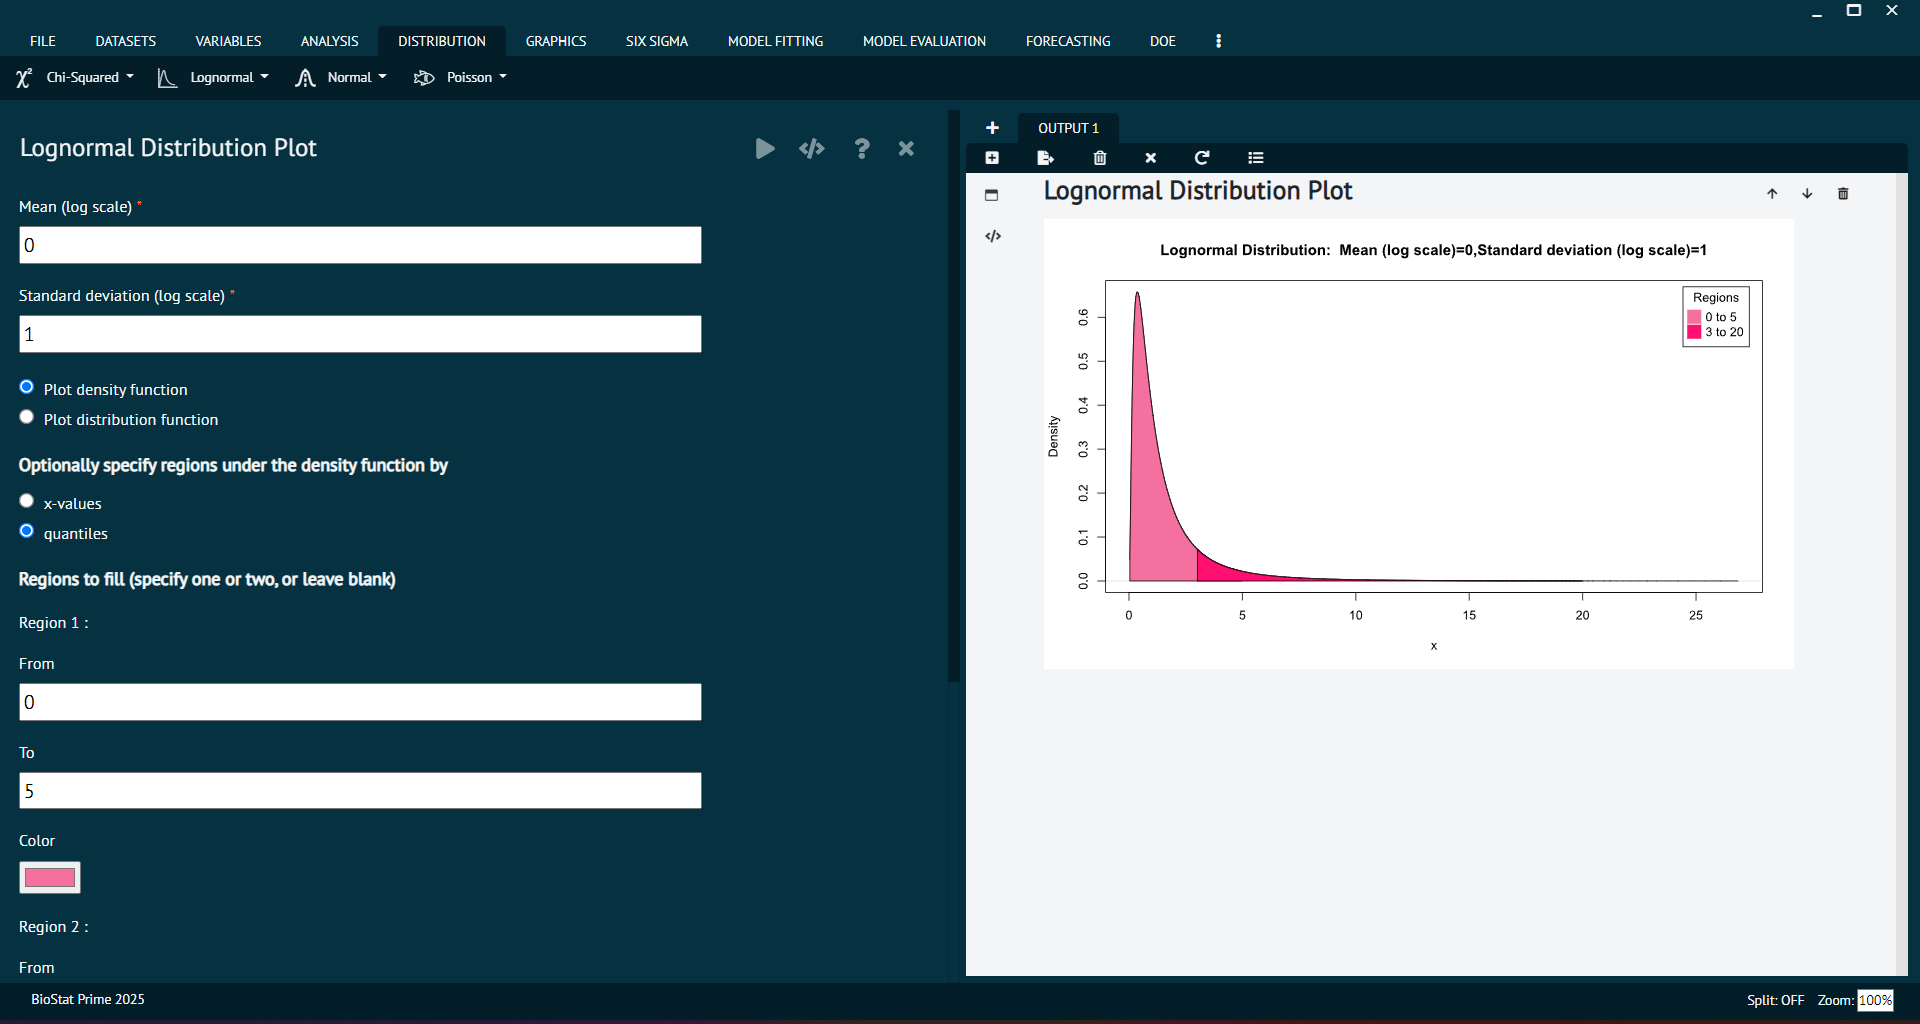 FILE DATASETS VARIABLES ANALYSIS DISTRIBUTION GRAPHICS SIX SIGMA MODEL FITTING MODEL EVALUATION FORECASTING DOE
χ² Chi-Squared Lognormal Normal Poisson
Lognormal Distribution Plot
Mean (log scale) *
0
Standard deviation (log scale) *
1
Plot density function
Plot distribution function
Optionally specify regions under the density function by
x-values
quantiles
Regions to fill (specify one or two, or leave blank)
Region 1 :
From
0
To
5
Color
Region 2 :
From
OUTPUT 1
Lognormal Distribution Plot
Lognormal Distribution:  Mean (log scale)=0,Standard deviation (log scale)=1
Regions
0 to 5
3 to 20
Density
0.6
0.5
0.4
0.3
0.2
0.1
0.0
0 5 10 15 20 25
x
BioStat Prime 2025
Split: OFF Zoom: 100%